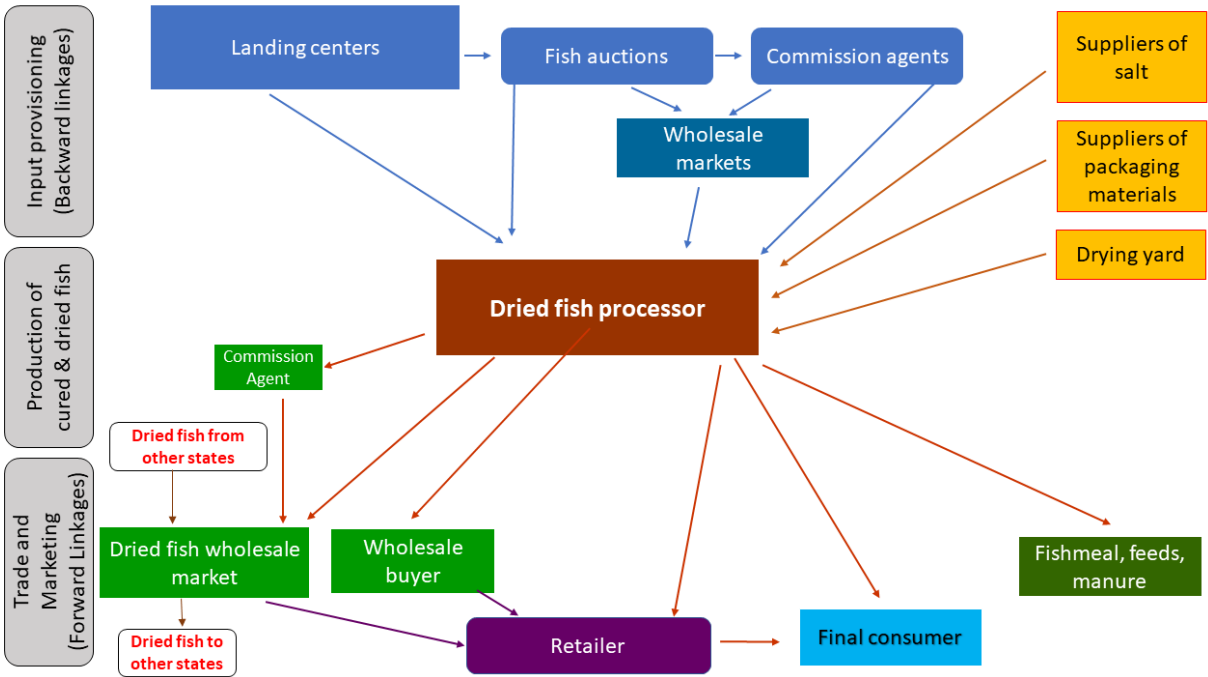 Input provisioning
(Backward linkages)
Landing centers
Fish auctions
Commission agents
Suppliers of
salt
Wholesale
markets
Suppliers of
packaging
materials
Drying yard
Production of
cured & dried fish
Dried fish processor
Commission
Agent
Dried fish from
other states
Trade and
Marketing
(Forward Linkages)
Dried fish wholesale
market
Wholesale
buyer
Fishmeal, feeds,
manure
Dried fish to
other states
Retailer
Final consumer